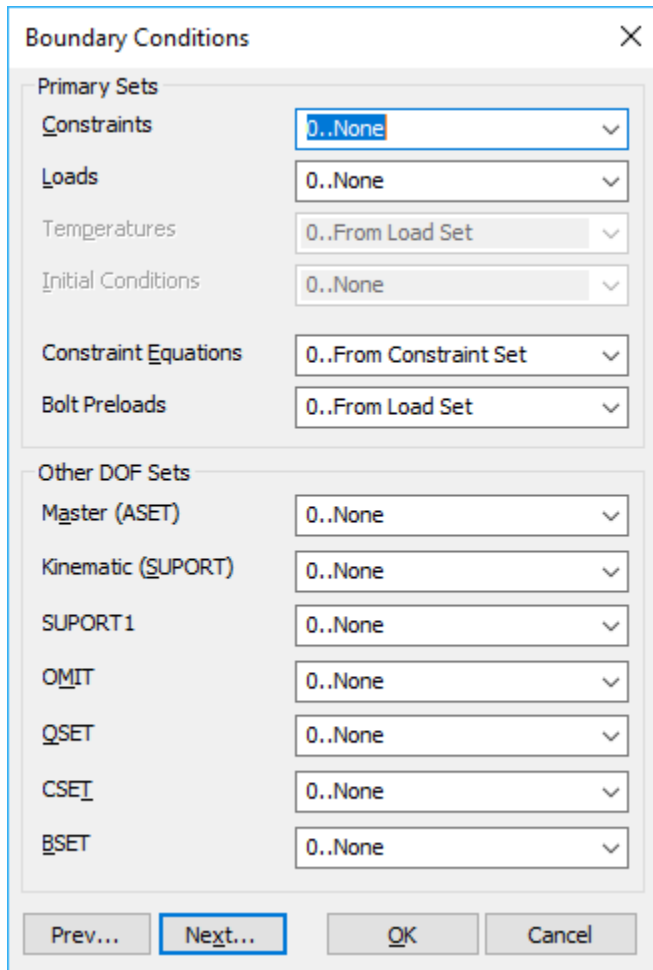 Boundary Conditions
Primary Sets
Constraints 0..None
Loads 0..None
Temperatures 0..From Load Set
Initial Conditions 0..None
Constraint Equations 0..From Constraint Set
Bolt Preloads 0..From Load Set
Other DOF Sets
Master (ASET) 0..None
Kinematic (SUPORT) 0..None
SUPORT1 0..None
OMIT 0..None
QSET 0..None
CSET 0..None
BSET 0..None
Prev... Next... OK Cancel